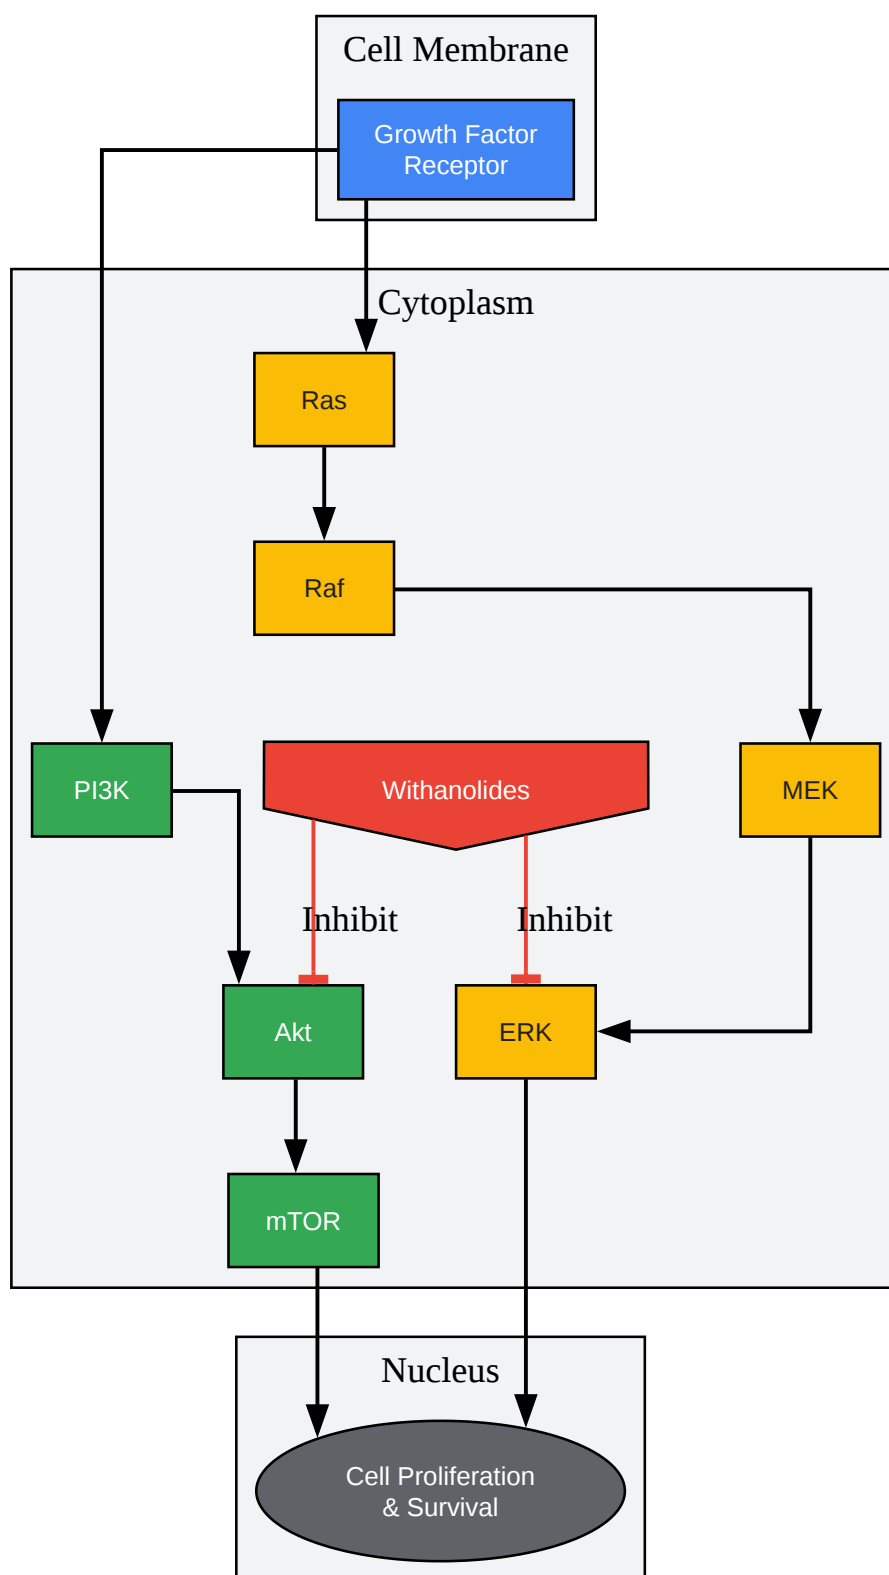 Cell Membrane
Growth Factor
Receptor
Cytoplasm
Ras
Raf
PI3K
Withanolides
MEK
Inhibit
Inhibit
Akt
ERK
mTOR
Nucleus
Cell Proliferation
& Survival